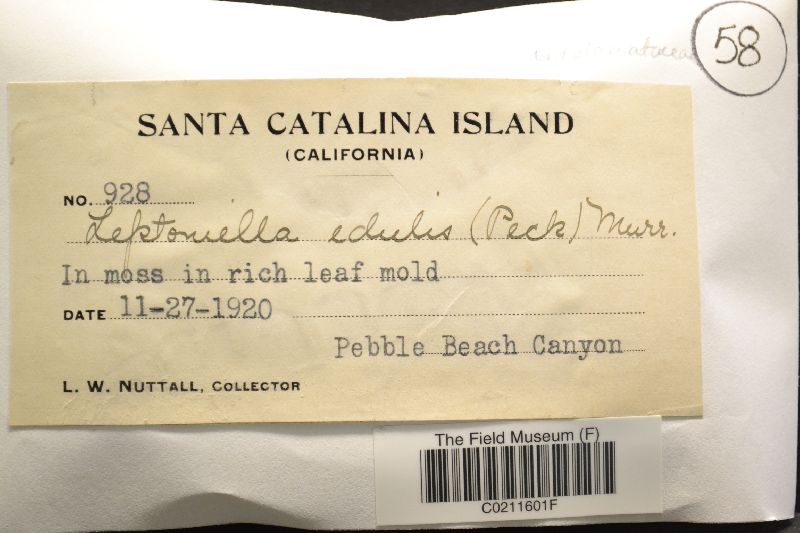 58
SANTA CATALINA ISLAND
(CALIFORNIA)
NO. 928
Leptoniella edulis (Peck) Murr.
In moss in rich leaf mold
DATE 11-27-1920
Pebble Beach Canyon
L. W. NUTTALL, COLLECTOR
The Field Museum (F)
C0211601F